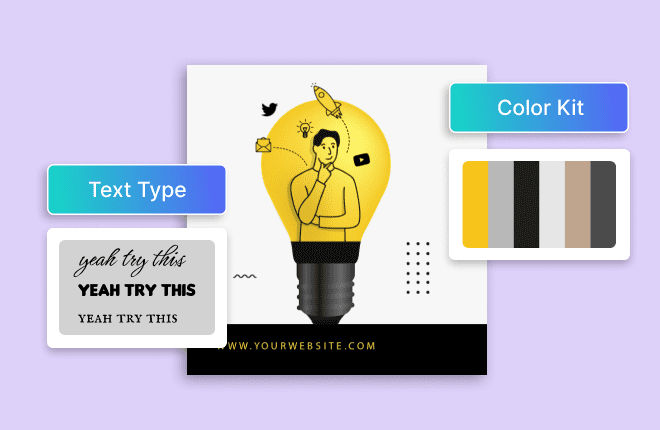 Color Kit
Text Type
yeah try this
YEAH TRY THIS
YEAH TRY THIS
WWW.YOURWEBSITE.COM